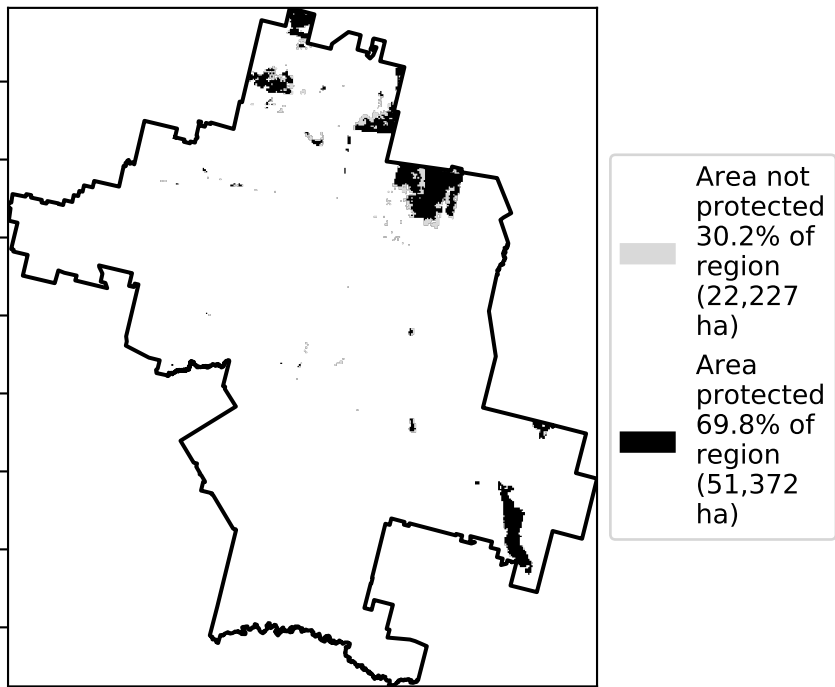 Area not
protected
30.2% of
region
(22,227
ha)
Area
protected
69.8% of
region
(51,372
ha)